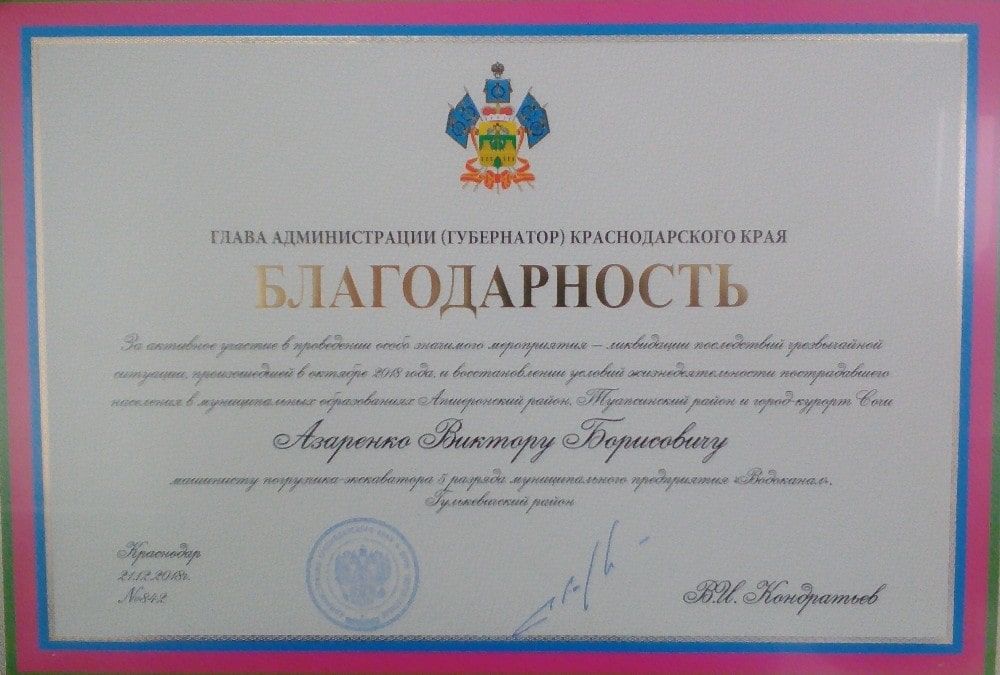 ГЛАВА АДМИНИСТРАЦИИ (ГУБЕРНАТОР) КРАСНОДАРСКОГО КРАЯ
БЛАГОДАРНОСТЬ
За активное участие в проведении особо значимого мероприятия – ликвидации последствий чрезвычайной
ситуации, произошедшей в октябре 2018 года, и восстановлении условий жизнедеятельности пострадавшего
населения в муниципальных образованиях Апшеронский район, Туапсинский район и город-курорт Сочи
Азаренко Виктору Борисовичу
машинисту погрузчика-экскаватора 5 разряда муниципального предприятия «Водоканал»,
Гулькевичский район
Краснодар
21.12.2018г.
№ 842
В.И. Кондратьев